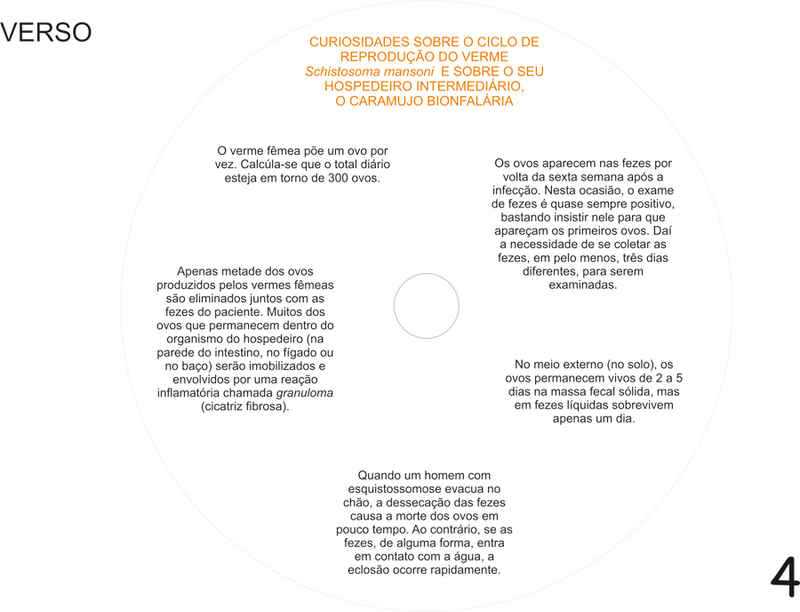 VERSO
CURIOSIDADES SOBRE O CICLO DE
REPRODUÇÃO DO VERME
Schistosoma mansoni E SOBRE O SEU
HOSPEDEIRO INTERMEDIÁRIO,
O CARAMUJO BIONFALÁRIA
O verme fêmea põe um ovo por
vez. Calcúla-se que o total diário
esteja em torno de 300 ovos.
Os ovos aparecem nas fezes por
volta da sexta semana após a
infecção. Nesta ocasião, o exame
de fezes é quase sempre positivo,
bastando insistir nele para que
apareçam os primeiros ovos. Daí
a necessidade de se coletar as
fezes, em pelo menos, três dias
diferentes, para serem
examinadas.
Apenas metade dos ovos
produzidos pelos vermes fêmeas
são eliminados juntos com as
fezes do paciente. Muitos dos
ovos que permanecem dentro do
organismo do hospedeiro (na
parede do intestino, no fígado ou
no baço) serão imobilizados e
envolvidos por uma reação
inflamatória chamada granuloma
(cicatriz fibrosa).
No meio externo (no solo), os
ovos permanecem vivos de 2 a 5
dias na massa fecal sólida, mas
em fezes líquidas sobrevivem
apenas um dia.
Quando um homem com
esquistossomose evacua no
chão, a dessecação das fezes
causa a morte dos ovos em
pouco tempo. Ao contrário, se as
fezes, de alguma forma, entra
em contato com a água, a
eclosão ocorre rapidamente.
4